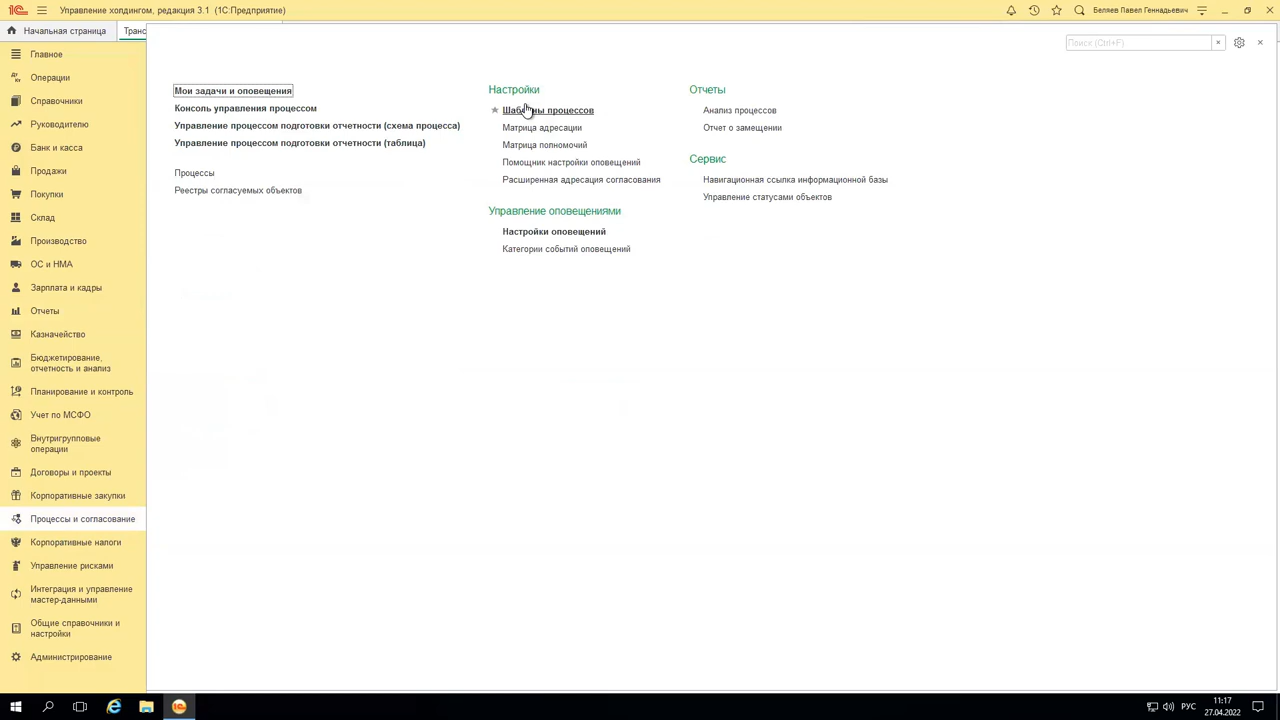 Управление холдингом, редакция 3.1 (1С:Предприятие)
Беляев Павел Геннадьевич
Начальная страница
Транс
Поиск (Ctrl+F)
Главное
Операции
Справочники
Руководителю
Банк и касса
Продажи
Покупки
Склад
Производство
ОС и НМА
Зарплата и кадры
Отчеты
Казначейство
Бюджетирование,
отчетность и анализ
Планирование и контроль
Учет по МСФО
Внутригрупповые
операции
Договоры и проекты
Корпоративные закупки
Процессы и согласование
Корпоративные налоги
Управление рисками
Интеграция и управление
мастер-данными
Общие справочники и
настройки
Администрирование
Мои задачи и оповещения
Консоль управления процессом
Управление процессом подготовки отчетности (схема процесса)
Управление процессом подготовки отчетности (таблица)
Процессы
Реестры согласуемых объектов
Настройки
Шаблоны процессов
Матрица адресации
Матрица полномочий
Помощник настройки оповещений
Расширенная адресация согласования
Управление оповещениями
Настройки оповещений
Категории событий оповещений
Отчеты
Анализ процессов
Отчет о замещении
Сервис
Навигационная ссылка информационной базы
Управление статусами объектов
РУС
11:17
27.04.2022